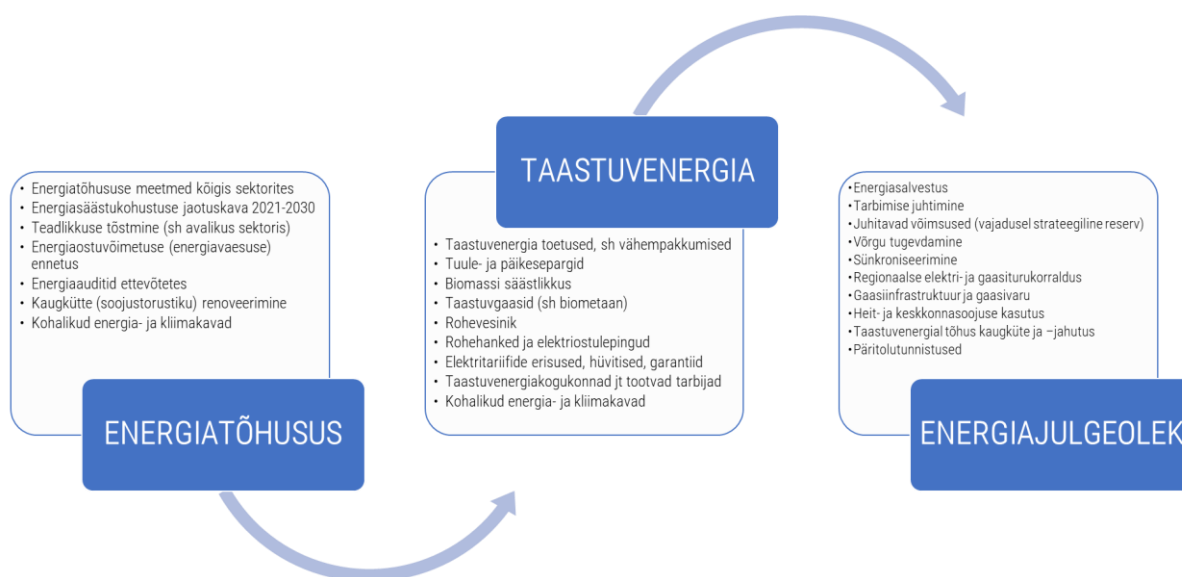 • Energiatõhususe meetmed kõigis sektorites
• Energiasäästukohustuse jaotuskava 2021-2030
• Teadlikkuse tõstmine (sh avalikus sektoris)
• Energiaostuvõimetuse (energiavaesuse)
ennetus
• Energiaauditid ettevõtetes
• Kaugkütte (soojustorustiku) renoveerimine
• Kohalikud energia- ja kliimakavad
ENERGIATÕHUSUS
TAASTUVENERGIA
• Taastuvenergia toetused, sh vähempakkumised
• Tuule- ja päikesepargid
• Biomassi säästlikkus
• Taastuvgaasid (sh biometaan)
• Rohevesinik
• Rohehanked ja elektriostulepingud
• Elektritariifide erisused, hüvitised, garantiid
• Taastuvenergiakogukonnad jt tootvad tarbijad
• Kohalikud energia- ja kliimakavad
•Energiasalvestus
•Tarbimise juhtimine
•Juhitavad võimsused (vajadusel strateegiline reserv)
•Võrgu tugevdamine
•Sünkroniseerimine
•Regionaalse elektri- ja gaasiturukorraldus
•Gaasiinfrastruktuur ja gaasivaru
•Heit- ja keskkonnasoojuse kasutus
•Taastuvenergial tõhus kaugküte ja –jahutus
•Päritolutunnistused
ENERGIAJULGEOLEK